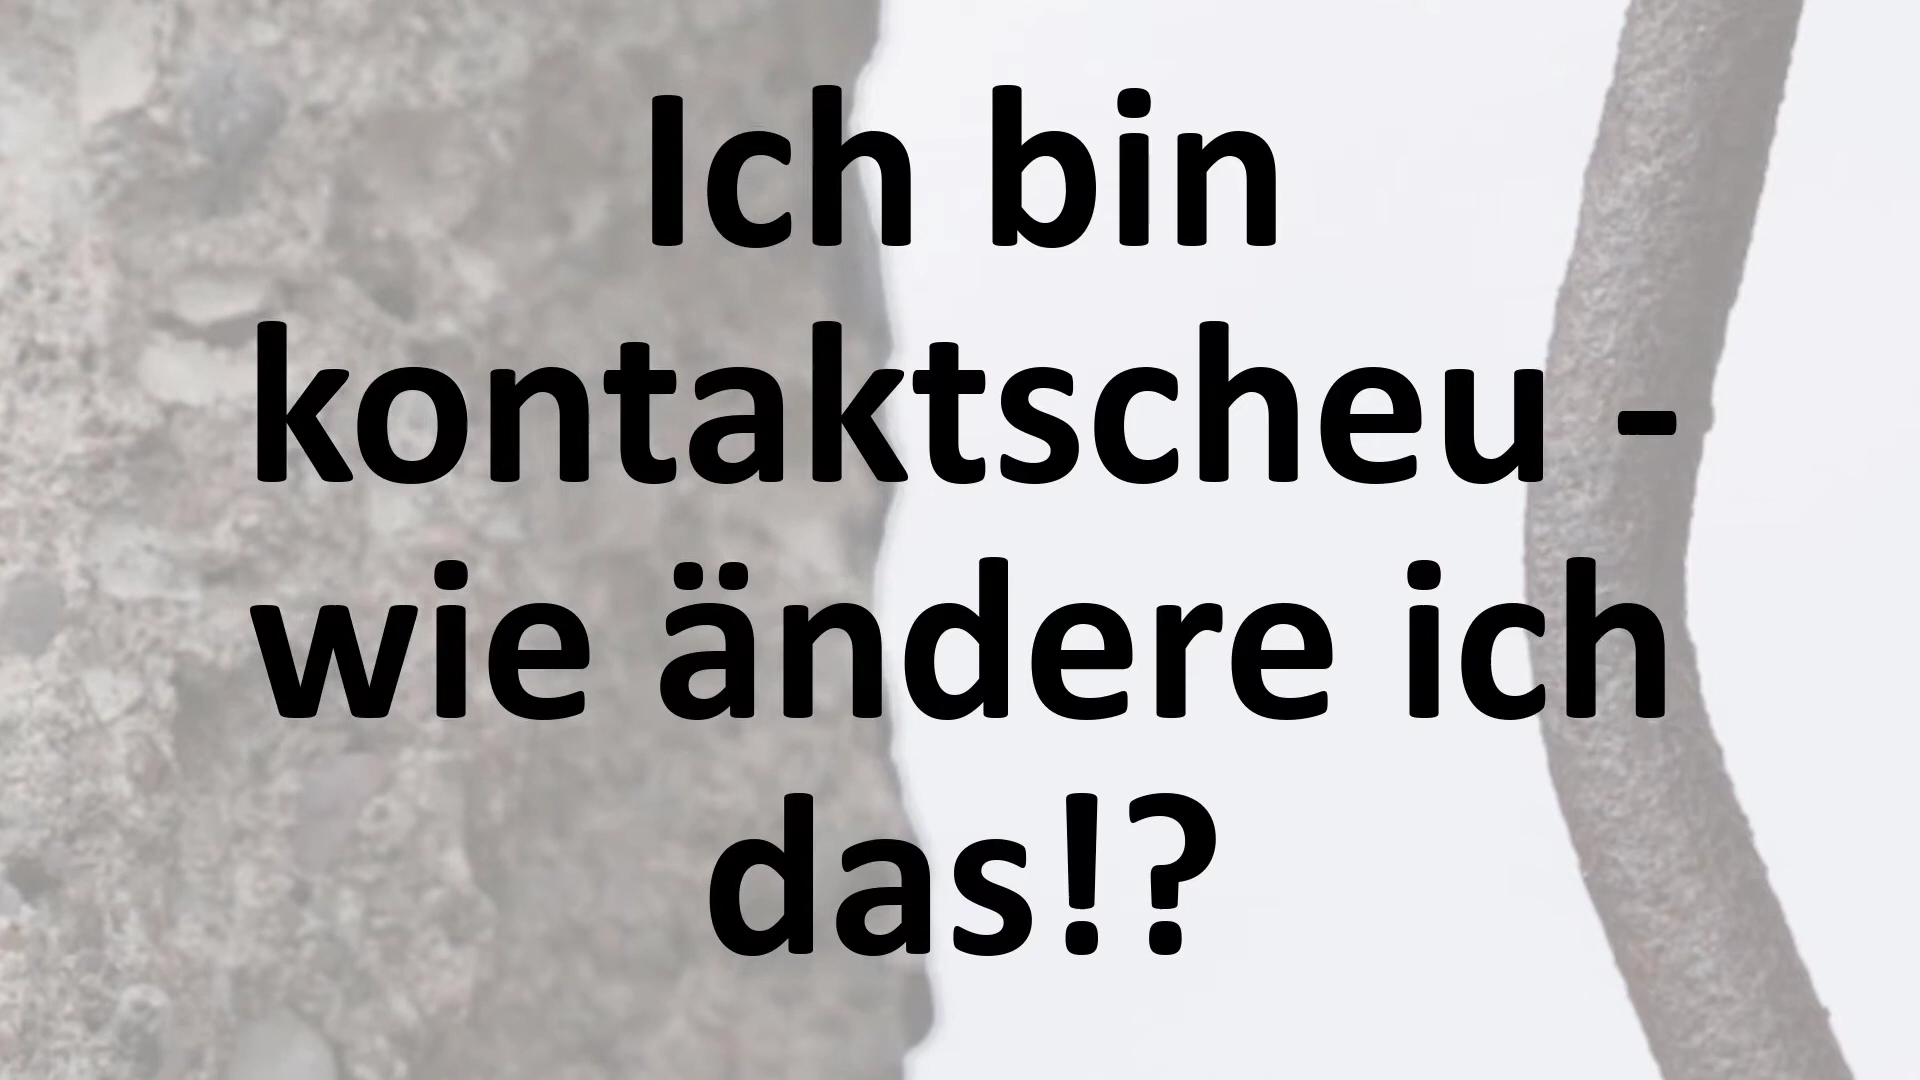 Ich bin
kontaktscheu -
wie ändere ich
das!?